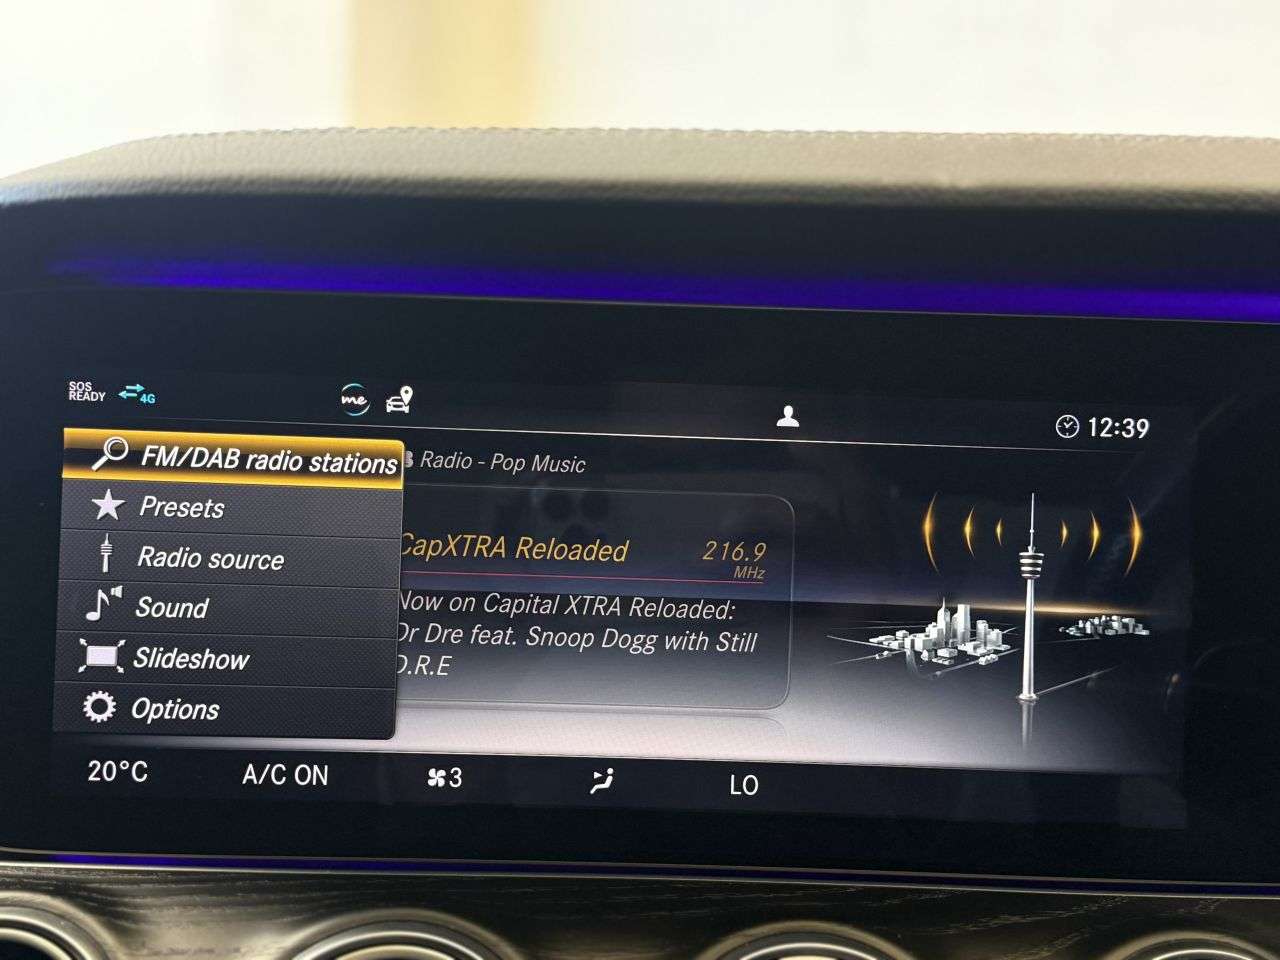 SOS
READY
4G
me
12:39
FM/DAB radio stations
Radio - Pop Music
Presets
Radio source
Sound
Slideshow
Options
CapXTRA Reloaded
216.9
MHz
Now on Capital XTRA Reloaded:
Dr Dre feat. Snoop Dogg with Still
D.R.E
20°C
A/C ON
3
LO